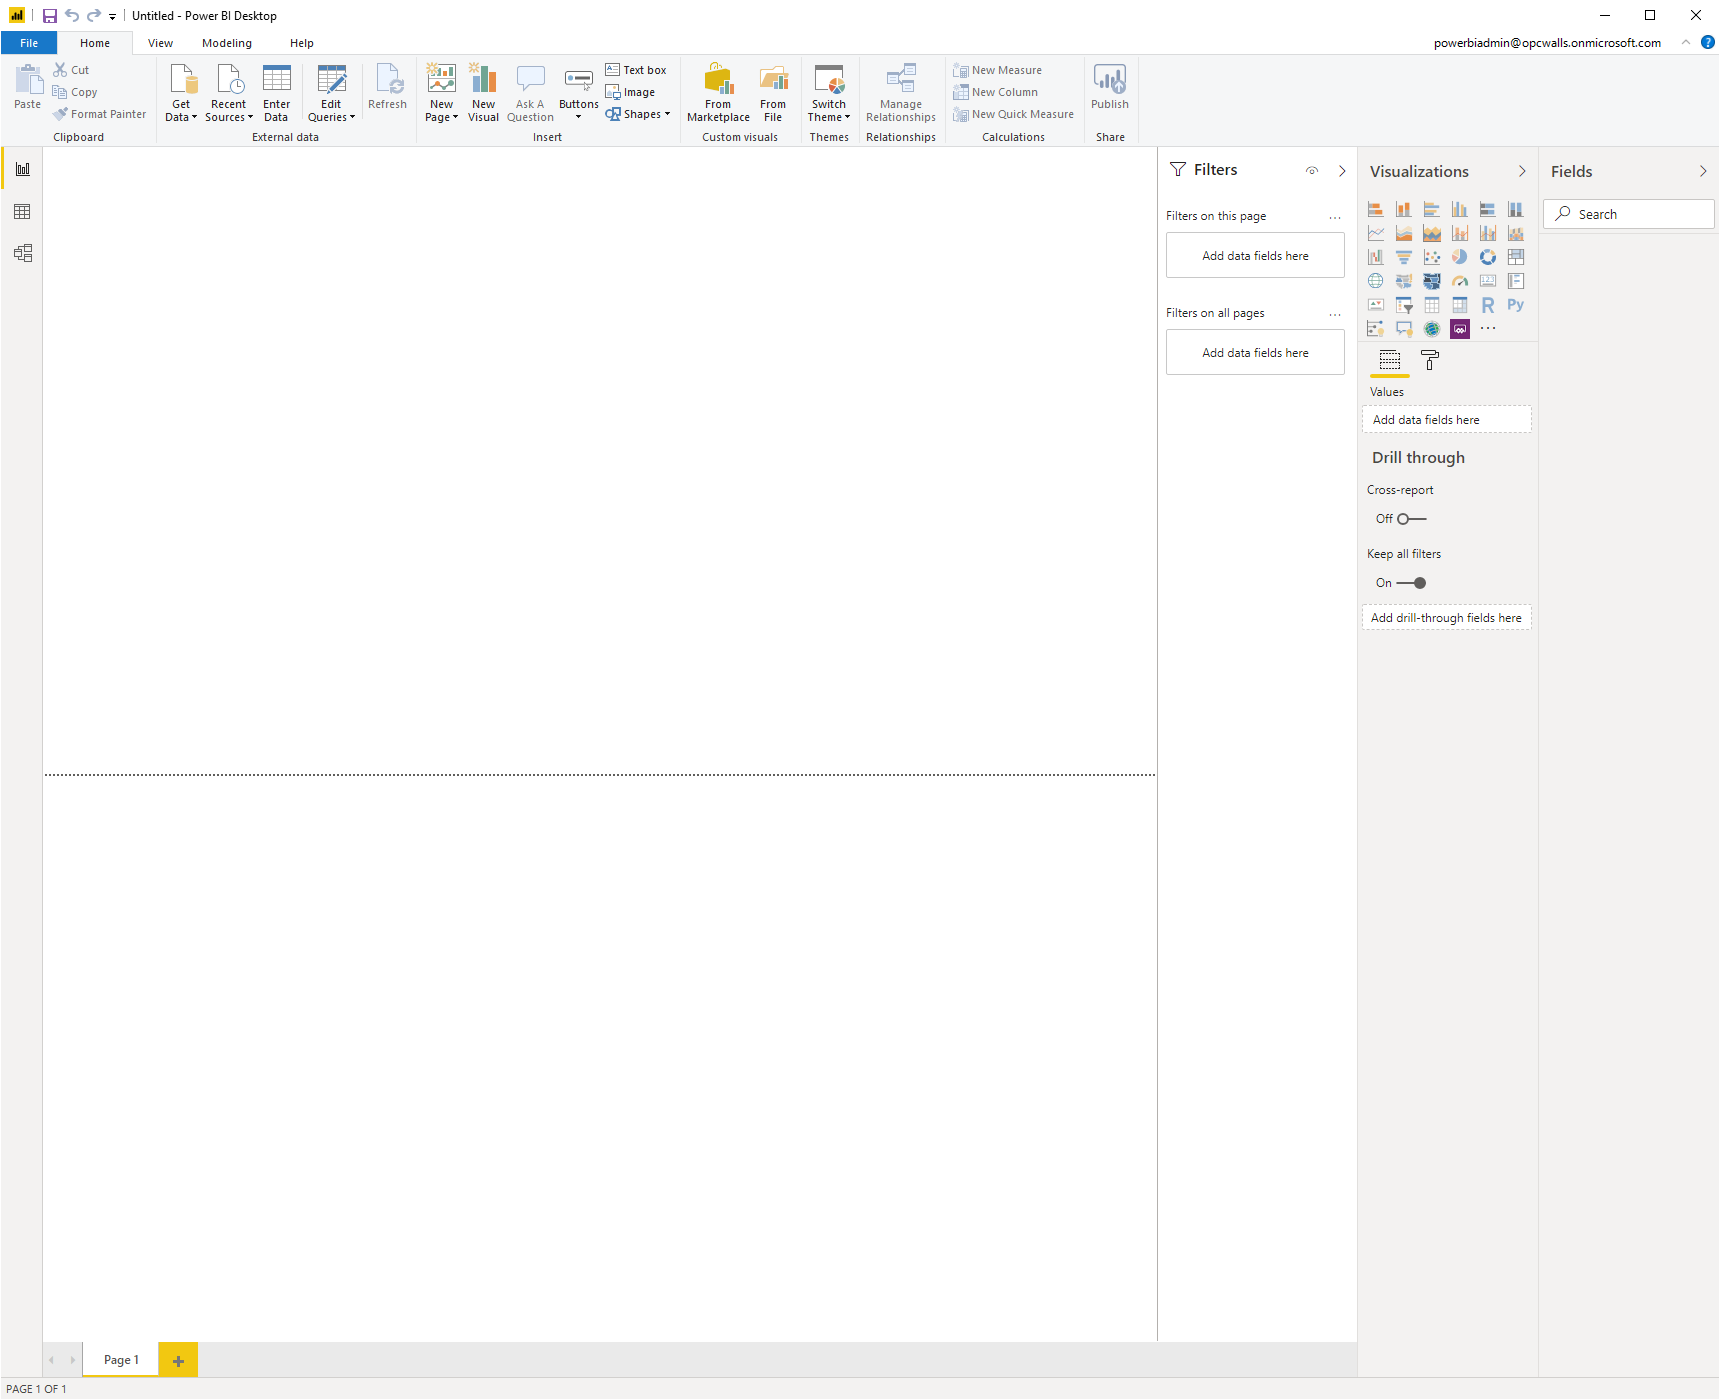 Untitled - Power BI Desktop
File Home View Modeling Help powerbiadmin@opcwalls.onmicrosoft.com ?
Paste
Cut
Copy
Format Painter
Clipboard
Get Data
Recent Sources
Enter Data
Edit Queries
Refresh
External data
New Page
New Visual
Ask A Question
Buttons
Text box
Image
Shapes
Insert
From Marketplace
From File
Custom visuals
Switch Theme
Themes
Manage Relationships
Relationships
New Measure
New Column
New Quick Measure
Calculations
Publish
Share
Filters
Filters on this page ...
Add data fields here
Filters on all pages ...
Add data fields here
Visualizations
123
R Py
...
Values
Add data fields here
Drill through
Cross-report
Off
Keep all filters
On
Add drill-through fields here
Fields
Search
Page 1
PAGE 1 OF 1